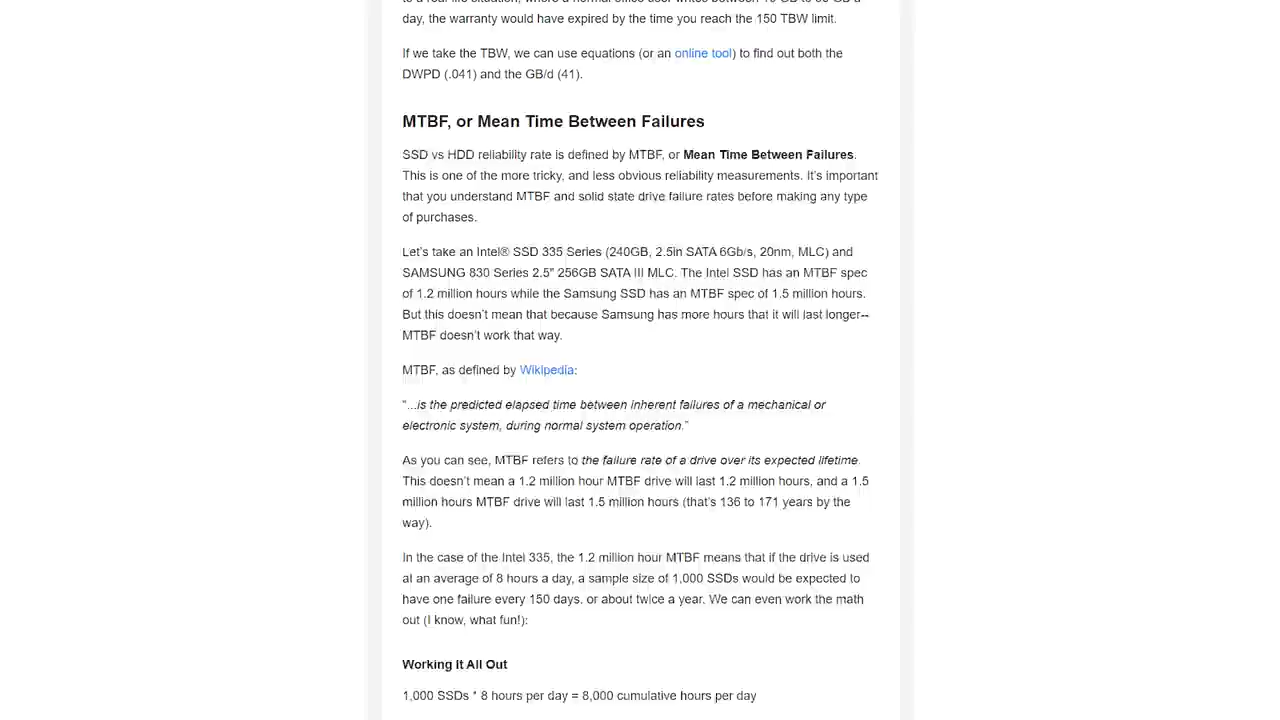 day, the warranty would have expired by the time you reach the 150 TBW limit.
If we take the TBW, we can use equations (or an online tool) to find out both the
DWPD (.041) and the GB/d (41).
MTBF, or Mean Time Between Failures
SSD vs HDD reliability rate is defined by MTBF, or Mean Time Between Failures.
This is one of the more tricky, and less obvious reliability measurements. It's important
that you understand MTBF and solid state drive failure rates before making any type
of purchases.
Let's take an Intel® SSD 335 Series (240GB, 2.5in SATA 6Gb/s, 20nm, MLC) and
SAMSUNG 830 Series 2.5" 256GB SATA III MLC. The Intel SSD has an MTBF spec
of 1.2 million hours while the Samsung SSD has an MTBF spec of 1.5 million hours.
But this doesn't mean that because Samsung has more hours that it will last longer--
MTBF doesn't work that way.
MTBF, as defined by Wikipedia:
"...is the predicted elapsed time between inherent failures of a mechanical or
electronic system, during normal system operation."
As you can see, MTBF refers to the failure rate of a drive over its expected lifetime.
This doesn't mean a 1.2 million hour MTBF drive will last 1.2 million hours, and a 1.5
million hours MTBF drive will last 1.5 million hours (that's 136 to 171 years by the
way).
In the case of the Intel 335, the 1.2 million hour MTBF means that if the drive is used
at an average of 8 hours a day, a sample size of 1,000 SSDs would be expected to
have one failure every 150 days. or about twice a year. We can even work the math
out (I know, what fun!):
Working It All Out
1,000 SSDs * 8 hours per day = 8,000 cumulative hours per day